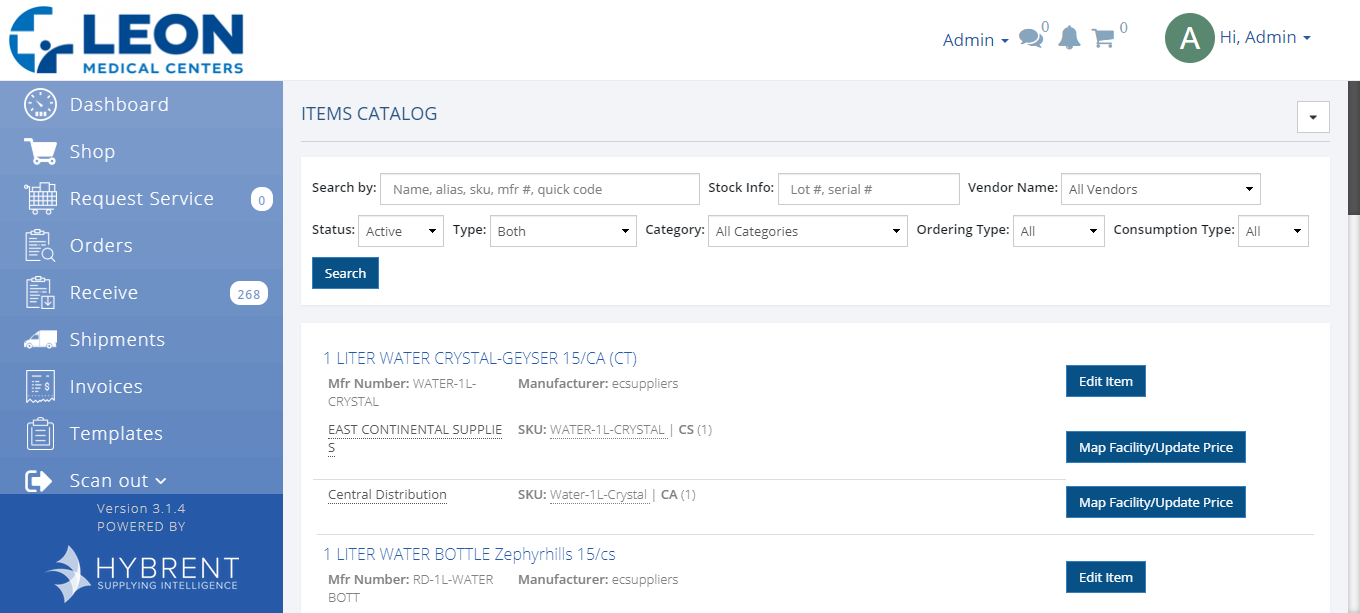 LEON
MEDICAL CENTERS
Admin
0
0
A
Hi, Admin
Dashboard
Shop
Request Service
0
Orders
Receive
268
Shipments
Invoices
Templates
Scan out
Version 3.1.4
POWERED BY
HYBRENT
SUPPLYING INTELLIGENCE
ITEMS CATALOG
Search by: Name, alias, sku, mfr #, quick code Stock Info: Lot #, serial # Vendor Name: All Vendors
Status: Active Type: Both Category: All Categories Ordering Type: All Consumption Type: All
Search
1 LITER WATER CRYSTAL-GEYSER 15/CA (CT)
Mfr Number: WATER-1L-
CRYSTAL
Manufacturer: ecsuppliers
Edit Item
EAST CONTINENTAL SUPPLIE
S
SKU: WATER-1L-CRYSTAL | CS (1)
Map Facility/Update Price
Central Distribution
SKU: Water-1L-Crystal | CA (1)
Map Facility/Update Price
1 LITER WATER BOTTLE Zephyrhills 15/cs
Mfr Number: RD-1L-WATER
BOTT
Manufacturer: ecsuppliers
Edit Item